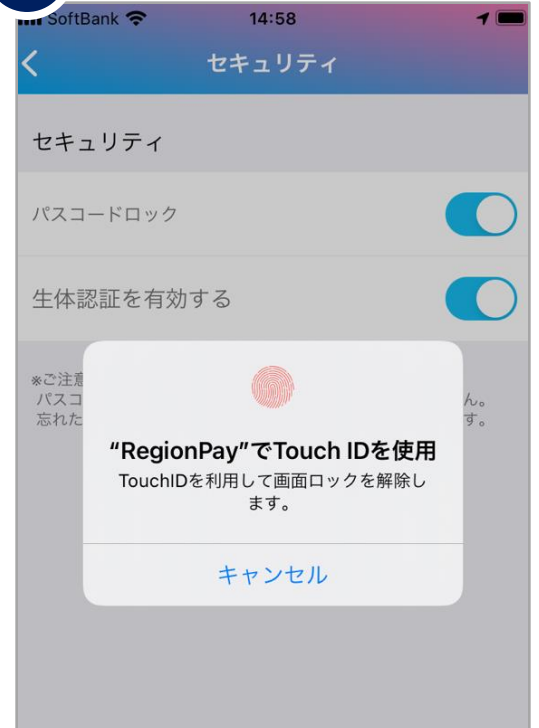 SoftBank 14:58
セキュリティ
セキュリティ
パスコードロック
生体認証を有効する
※ご注意
パスコ ん。
忘れた す。
“RegionPay”でTouch IDを使用
TouchIDを利用して画面ロックを解除し
ます。
キャンセル